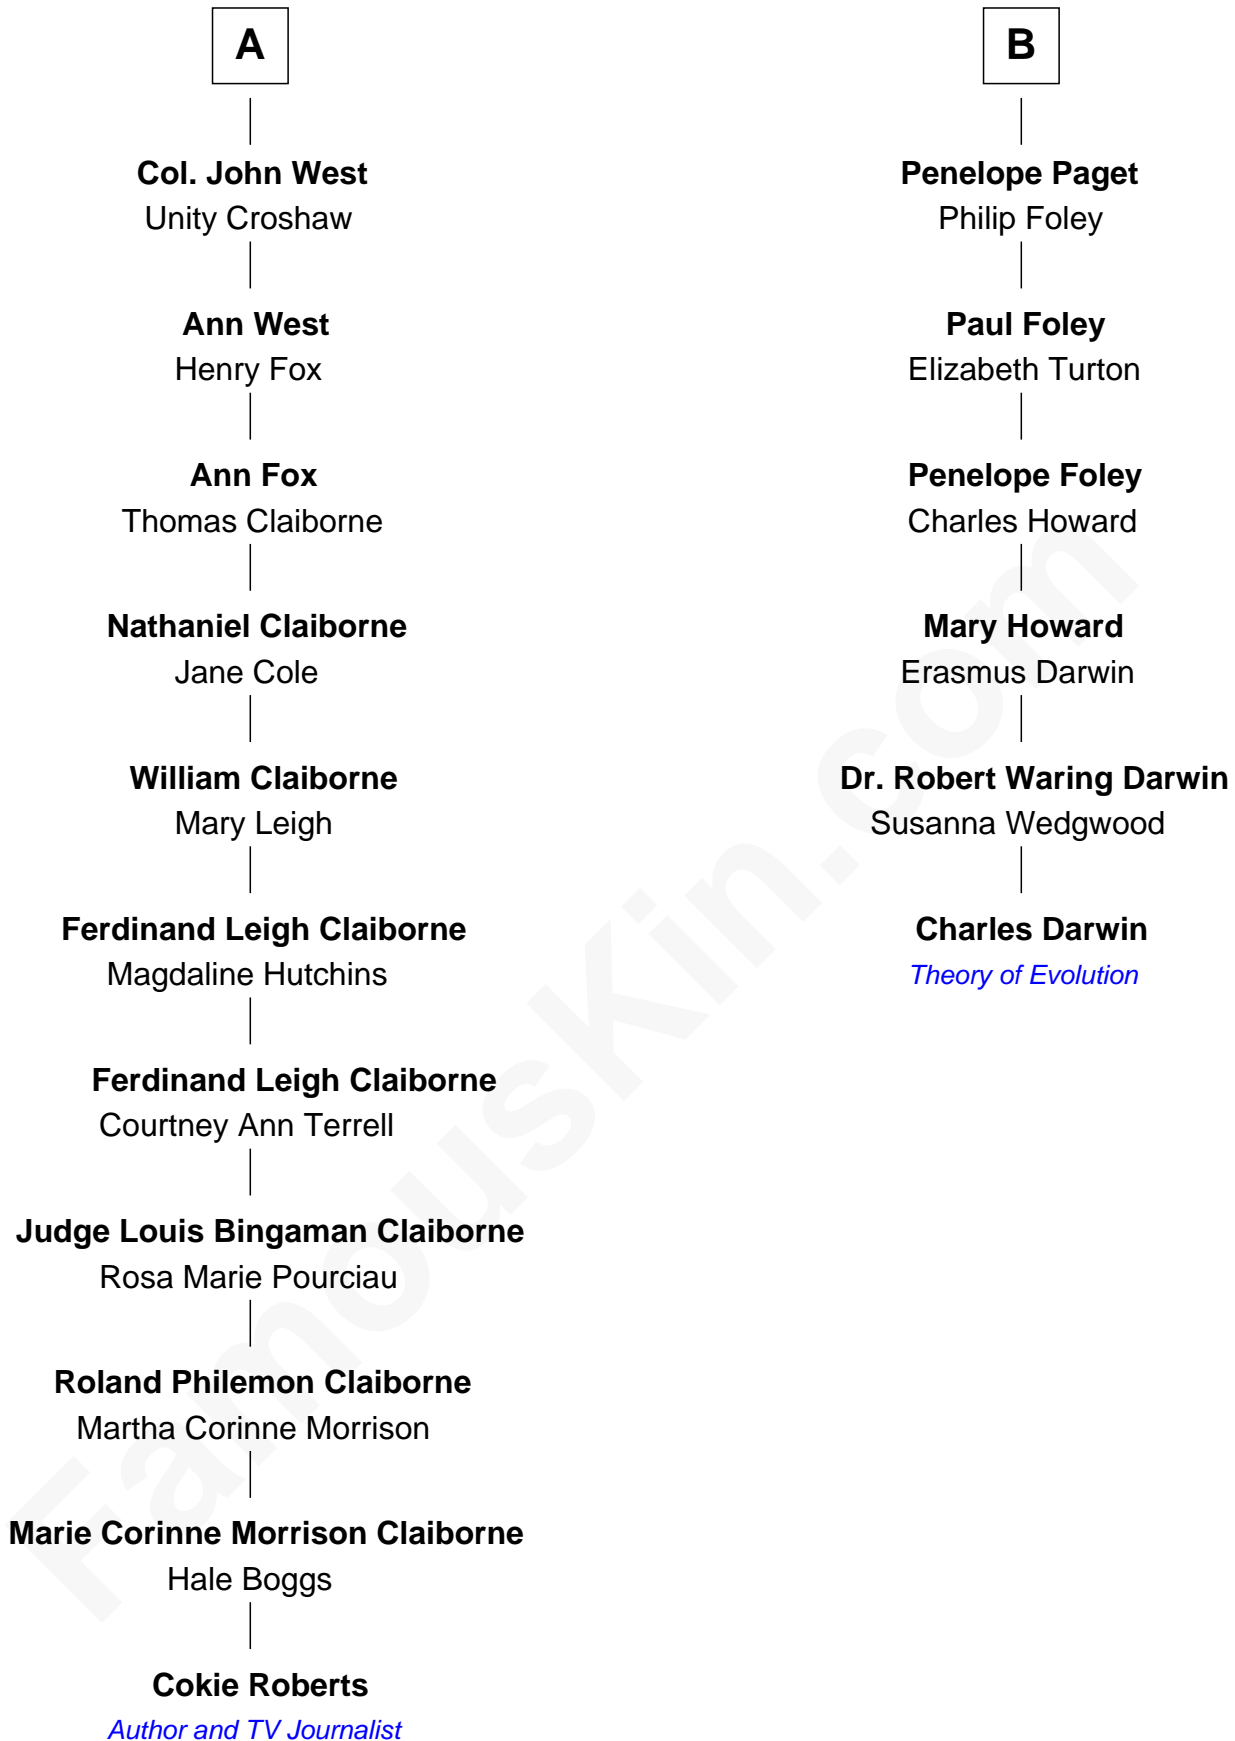 A
Col. John West
Unity Croshaw
Ann West
Henry Fox
Ann Fox
Thomas Claiborne
Nathaniel Claiborne
Jane Cole
William Claiborne
Mary Leigh
Ferdinand Leigh Claiborne
Magdaline Hutchins
Ferdinand Leigh Claiborne
Courtney Ann Terrell
Judge Louis Bingaman Claiborne
Rosa Marie Pourciau
Roland Philemon Claiborne
Martha Corinne Morrison
Marie Corinne Morrison Claiborne
Hale Boggs
Cokie Roberts
Author and TV Journalist
B
Penelope Paget
Philip Foley
Paul Foley
Elizabeth Turton
Penelope Foley
Charles Howard
Mary Howard
Erasmus Darwin
Dr. Robert Waring Darwin
Susanna Wedgwood
Charles Darwin
Theory of Evolution
FamousKin.com